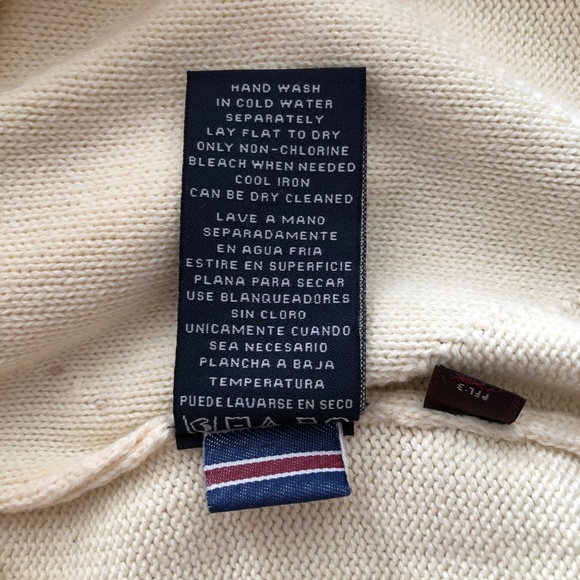 HAND WASH
IN COLD WATER
SEPARATELY
LAY FLAT TO DRY
ONLY NON-CHLORINE
BLEACH WHEN NEEDED
COOL IRON
CAN BE DRY CLEANED
LAVE A MANO
SEPARADAMENTE
EN AGUA FRIA
ESTIRE EN SUPERFICIE
PLANA PARA SECAR
USE BLANQUEADORES
SIN CLORO
UNICAMENTE CUANDO
SEA NECESARIO
PLANCHA A BAJA
TEMPERATURA
PUEDE LAVARSE EN SECO